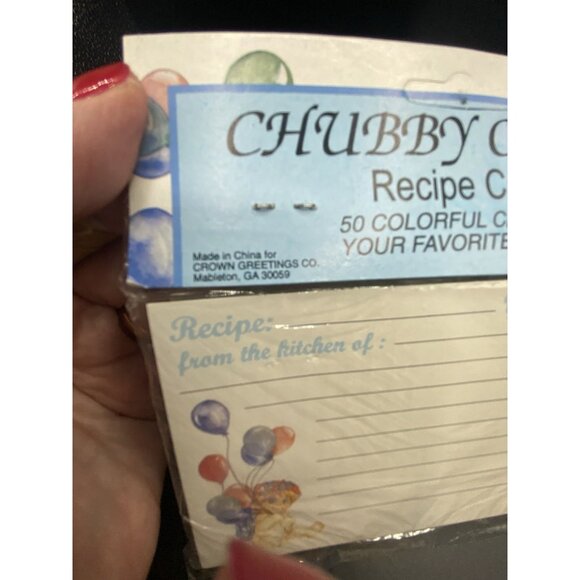 CHUBBY C
Recipe C
50 COLORFUL C
YOUR FAVORITE
Made in China for
CROWN GREETINGS CO.
Mableton, GA 30059
Recipe:
from the kitchen of :